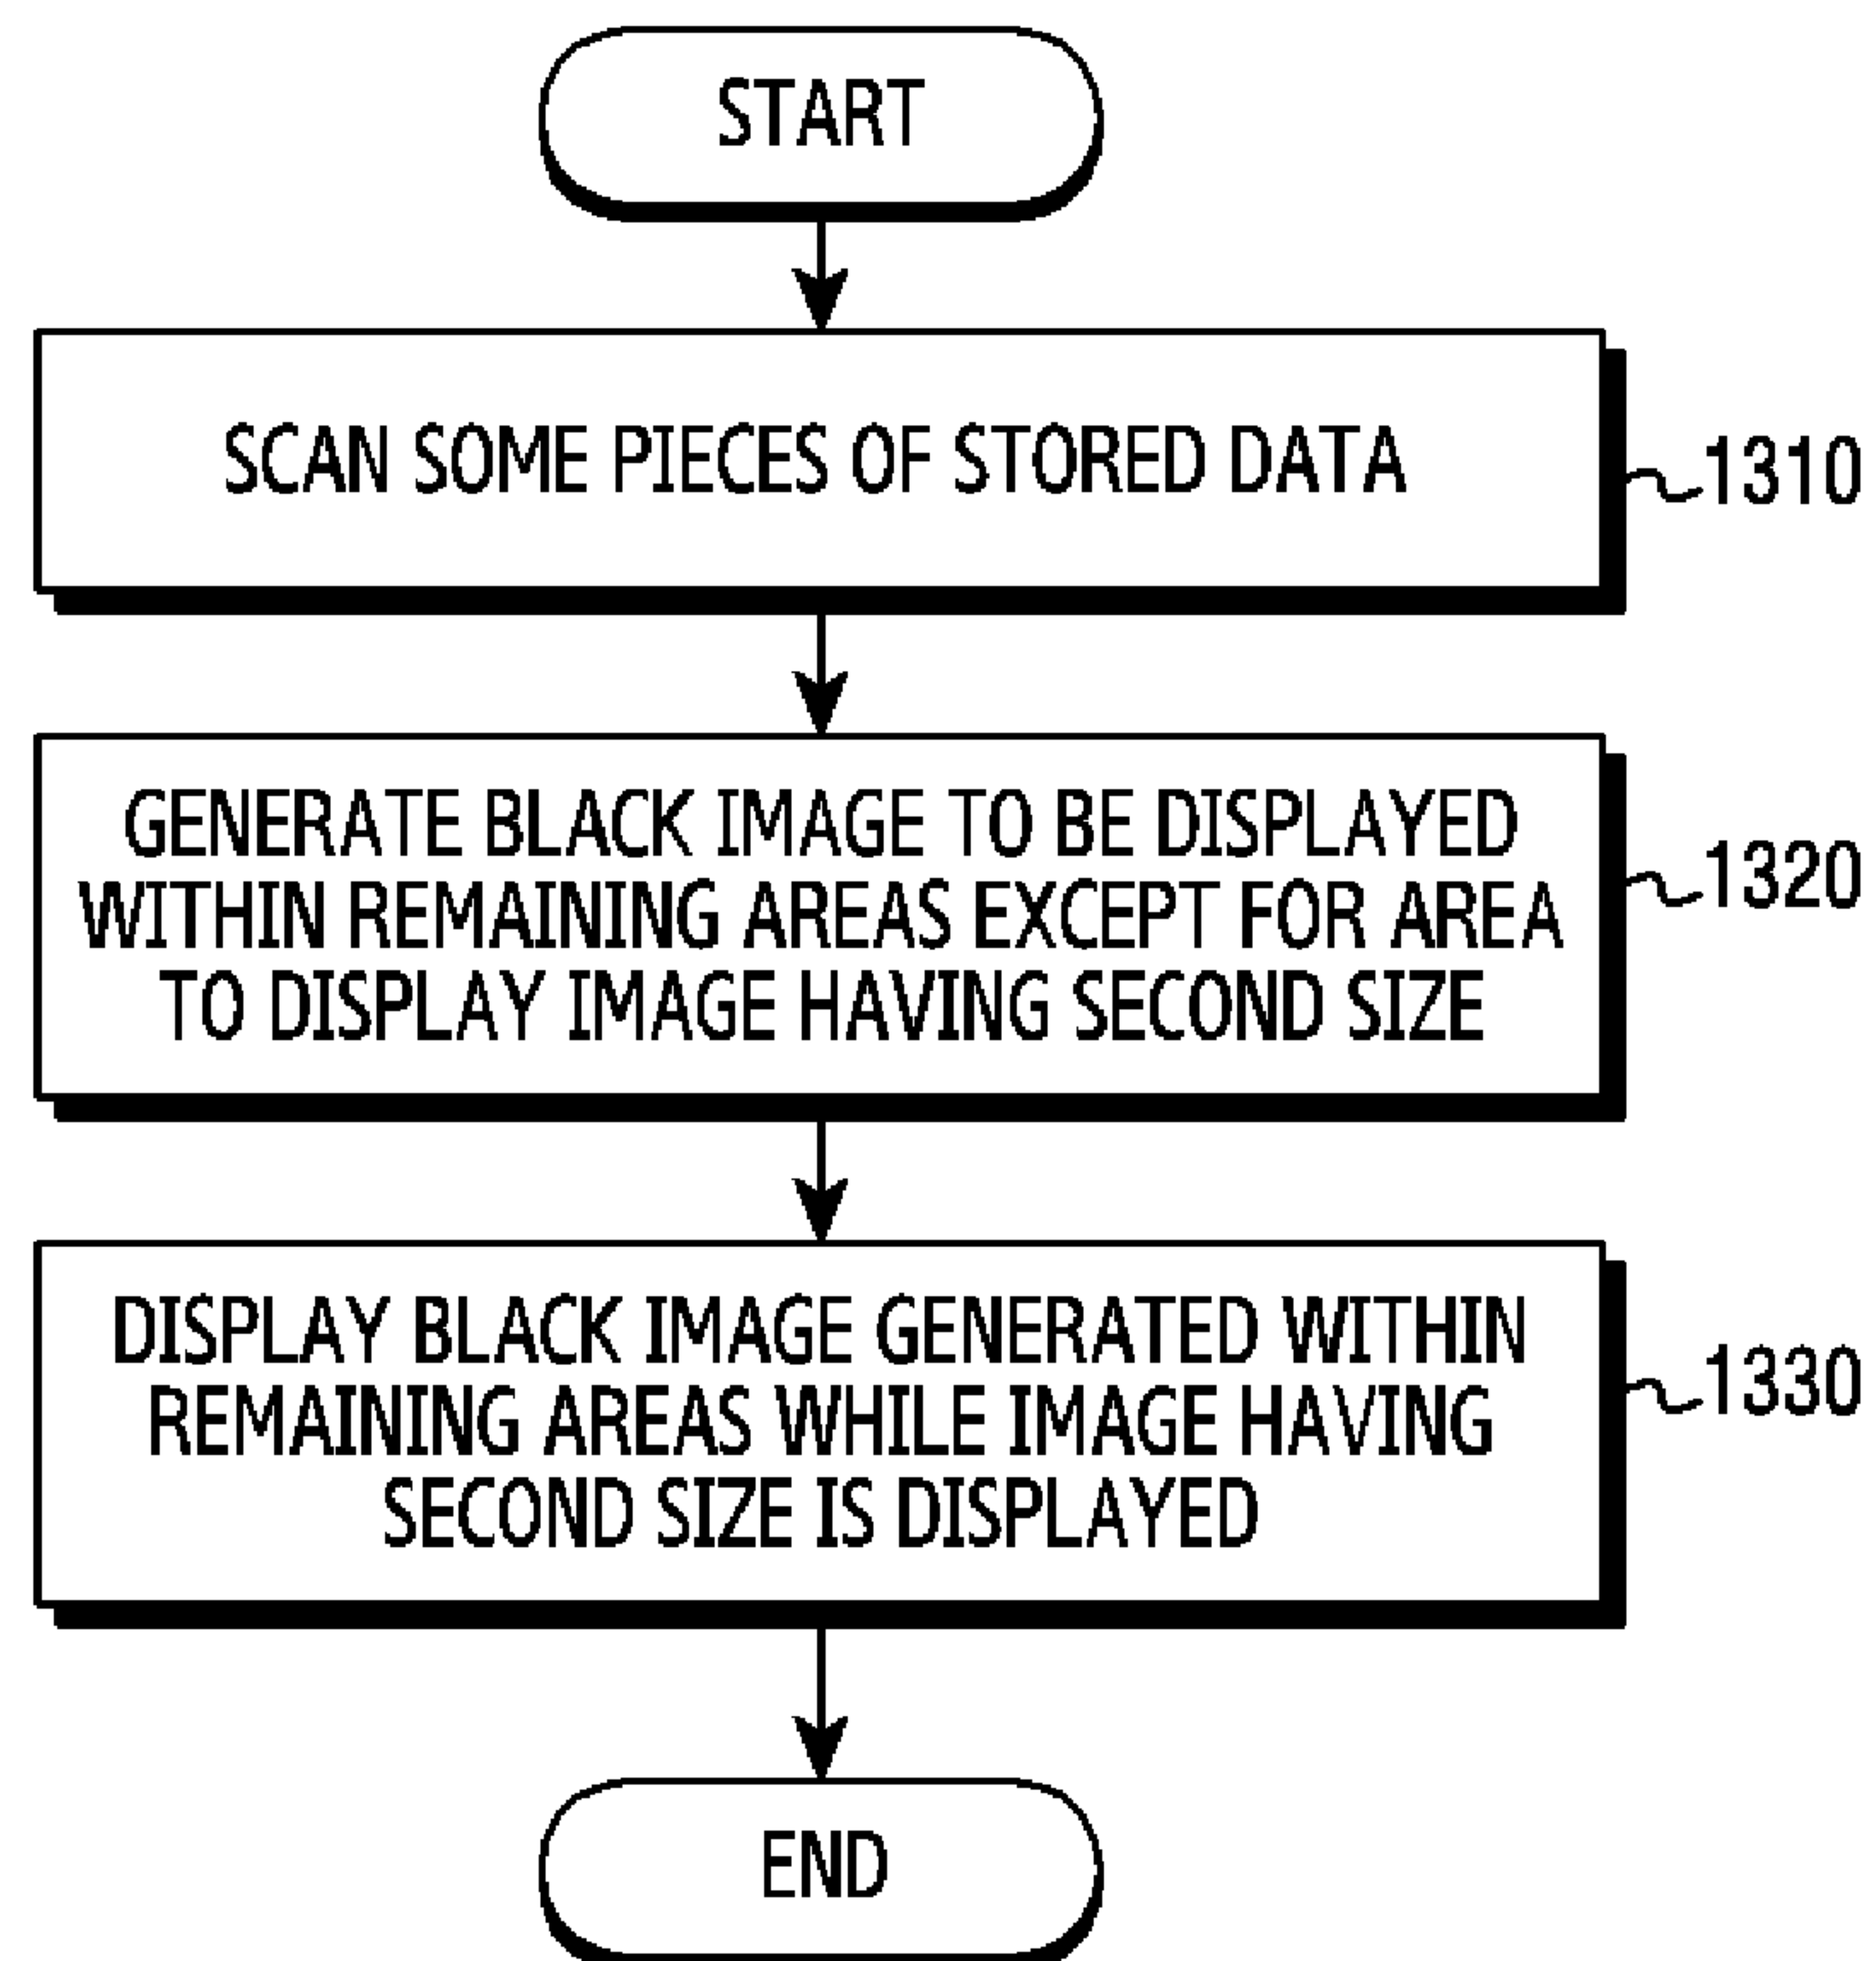 START
SCAN SOME PIECES OF STORED DATA
1310
GENERATE BLACK IMAGE TO BE DISPLAYED
WITHIN REMAINING AREAS EXCEPT FOR AREA
TO DISPLAY IMAGE HAVING SECOND SIZE
1320
DISPLAY BLACK IMAGE GENERATED WITHIN
REMAINING AREAS WHILE IMAGE HAVING
SECOND SIZE IS DISPLAYED
1330
END